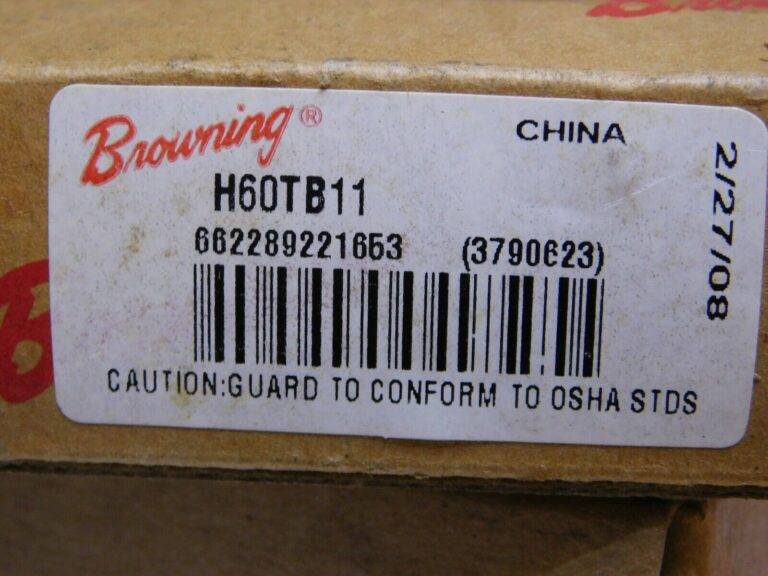 Browning®
CHINA
2/27/08
H60TB11
662289221653 (3790623)
CAUTION:GUARD TO CONFORM TO OSHA STDS